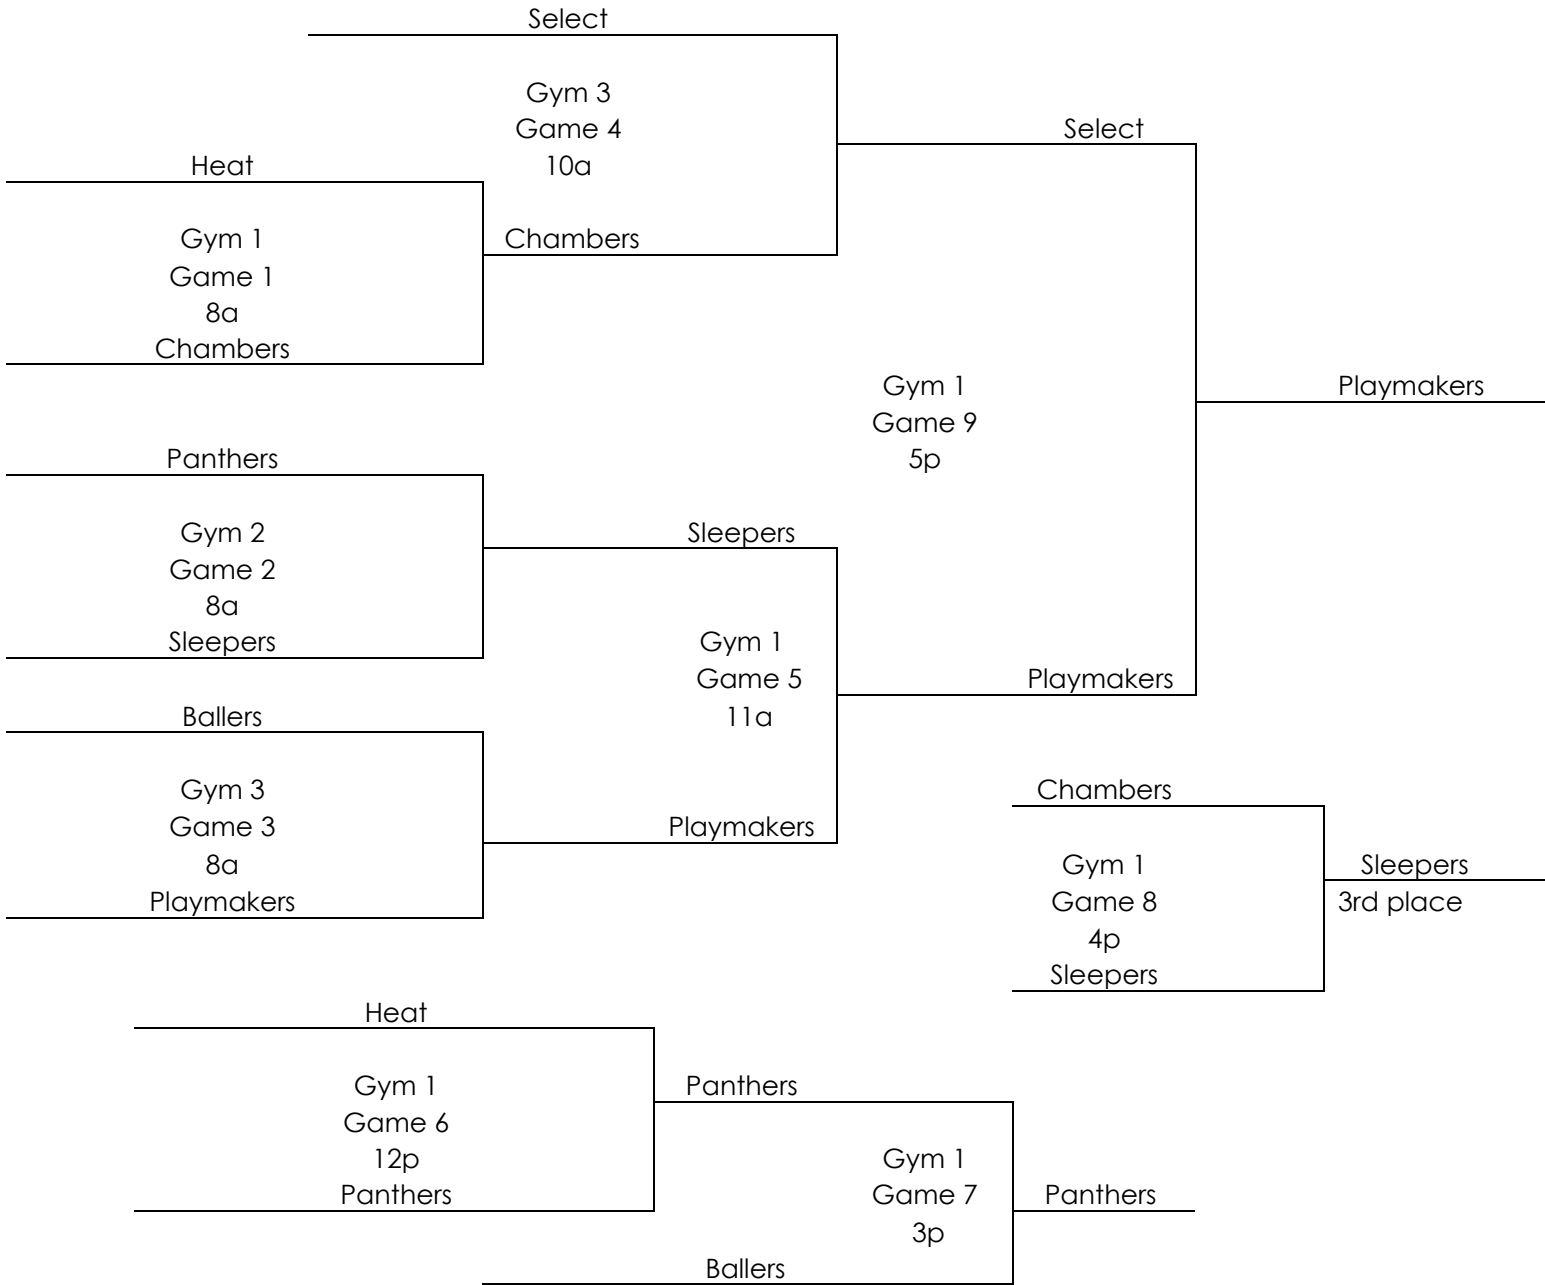 Select
Gym 3
Game 4
10a
Select
Heat
Gym 1
Game 1
8a
Chambers
Chambers
Gym 1
Game 9
5p
Playmakers
Panthers
Gym 2
Game 2
8a
Sleepers
Sleepers
Gym 1
Game 5
11a
Playmakers
Ballers
Gym 3
Game 3
8a
Playmakers
Playmakers
Chambers
Gym 1
Game 8
4p
Sleepers
Sleepers
3rd place
Heat
Gym 1
Game 6
12p
Panthers
Panthers
Gym 1
Game 7
3p
Ballers
Panthers